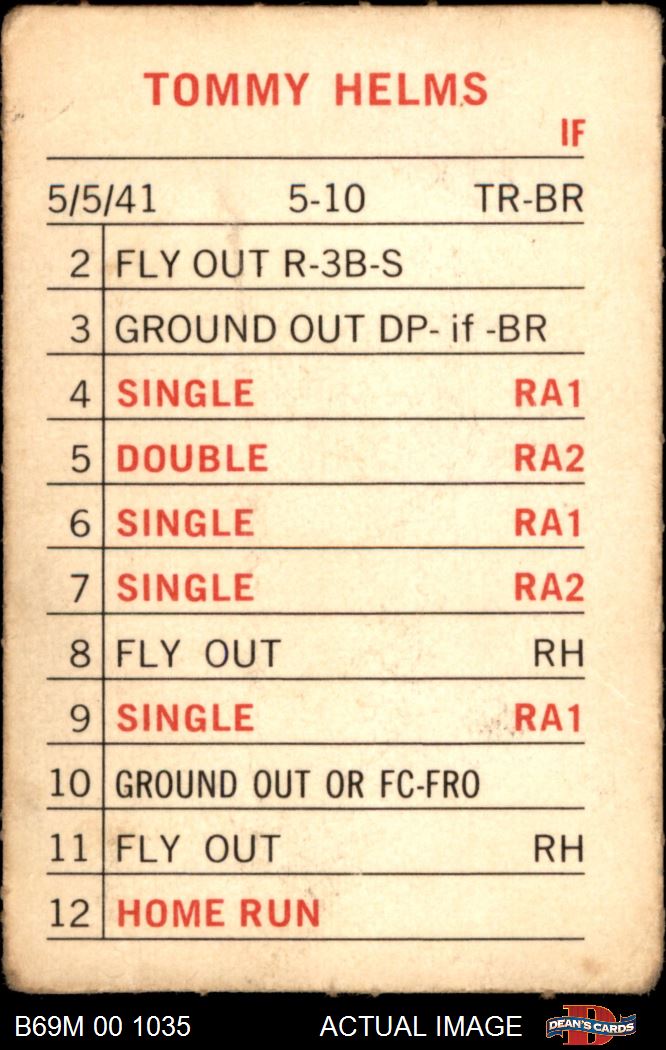 TOMMY HELMS
IF
5/5/41 5-10 TR-BR
2 FLY OUT R-3B-S
3 GROUND OUT DP- if -BR
4 SINGLE RA1
5 DOUBLE RA2
6 SINGLE RA1
7 SINGLE RA2
8 FLY OUT RH
9 SINGLE RA1
10 GROUND OUT OR FC-FRO
11 FLY OUT RH
12 HOME RUN
B69M 00 1035 ACTUAL IMAGE D DEAN'S CARDS